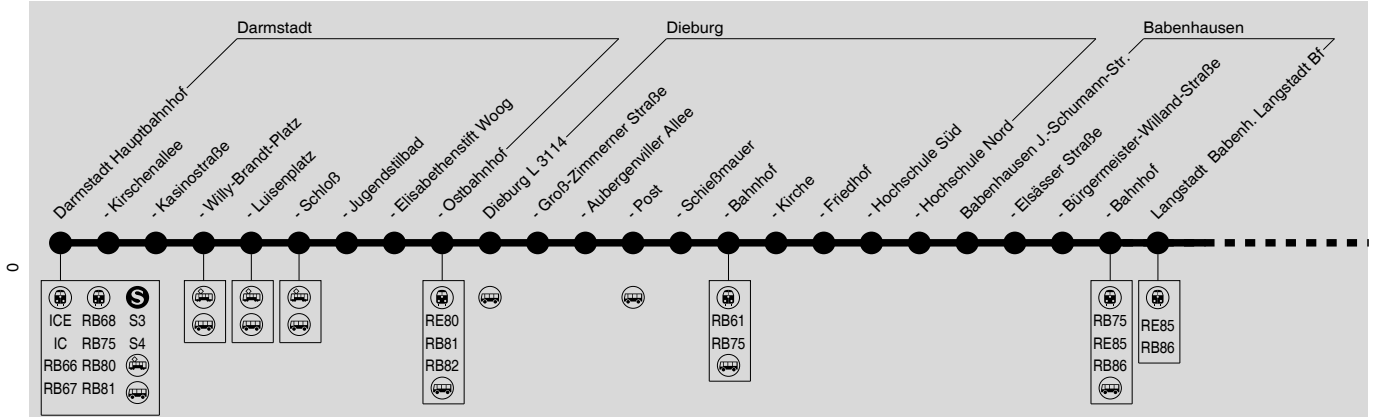 Darmstadt
Dieburg
Babenhausen
Darmstadt Hauptbahnhof
- Kirschenallee
- Kasinostraße
- Willy-Brandt-Platz
- Luisenplatz
- Schloß
- Jugendstilbad
- Elisabethenstift Woog
- Ostbahnhof
Dieburg L 3114
- Groß-Zimmerner Straße
- Aubergenviller Allee
- Post
- Schießmauer
- Bahnhof
- Kirche
- Friedhof
- Hochschule Süd
- Hochschule Nord
Babenhausen J.-Schumann-Str.
- Elsässer Straße
- Bürgermeister-Willand-Straße
- Bahnhof
Langstadt Babenh. Langstadt Bf
0
S
ICE RB68 S3
IC RB75 S4
RB66 RB80
RB67 RB81
RE80
RB81
RB82
RB61
RB75
RB75
RE85
RB86
RE85
RB86